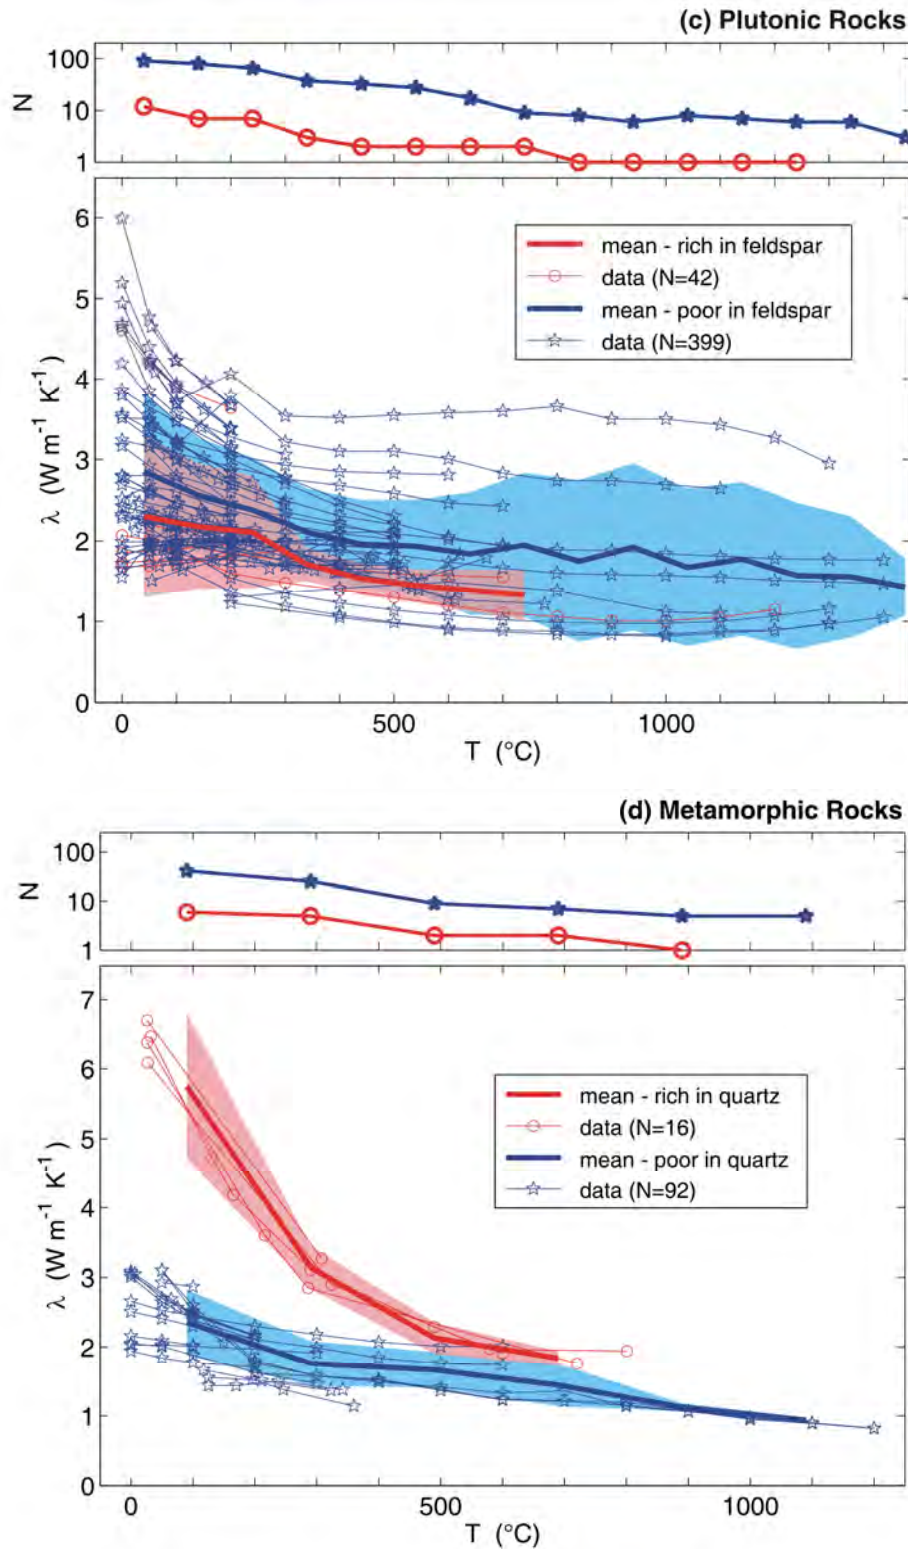 (c) Plutonic Rocks
100
10
1
N
6
5
4
3
2
1
0
λ (W m⁻¹ K⁻¹)
mean - rich in feldspar
data (N=42)
mean - poor in feldspar
data (N=399)
0 500 1000
T (°C)
(d) Metamorphic Rocks
100
10
1
N
7
6
5
4
3
2
1
0
λ (W m⁻¹ K⁻¹)
mean - rich in quartz
data (N=16)
mean - poor in quartz
data (N=92)
0 500 1000
T (°C)